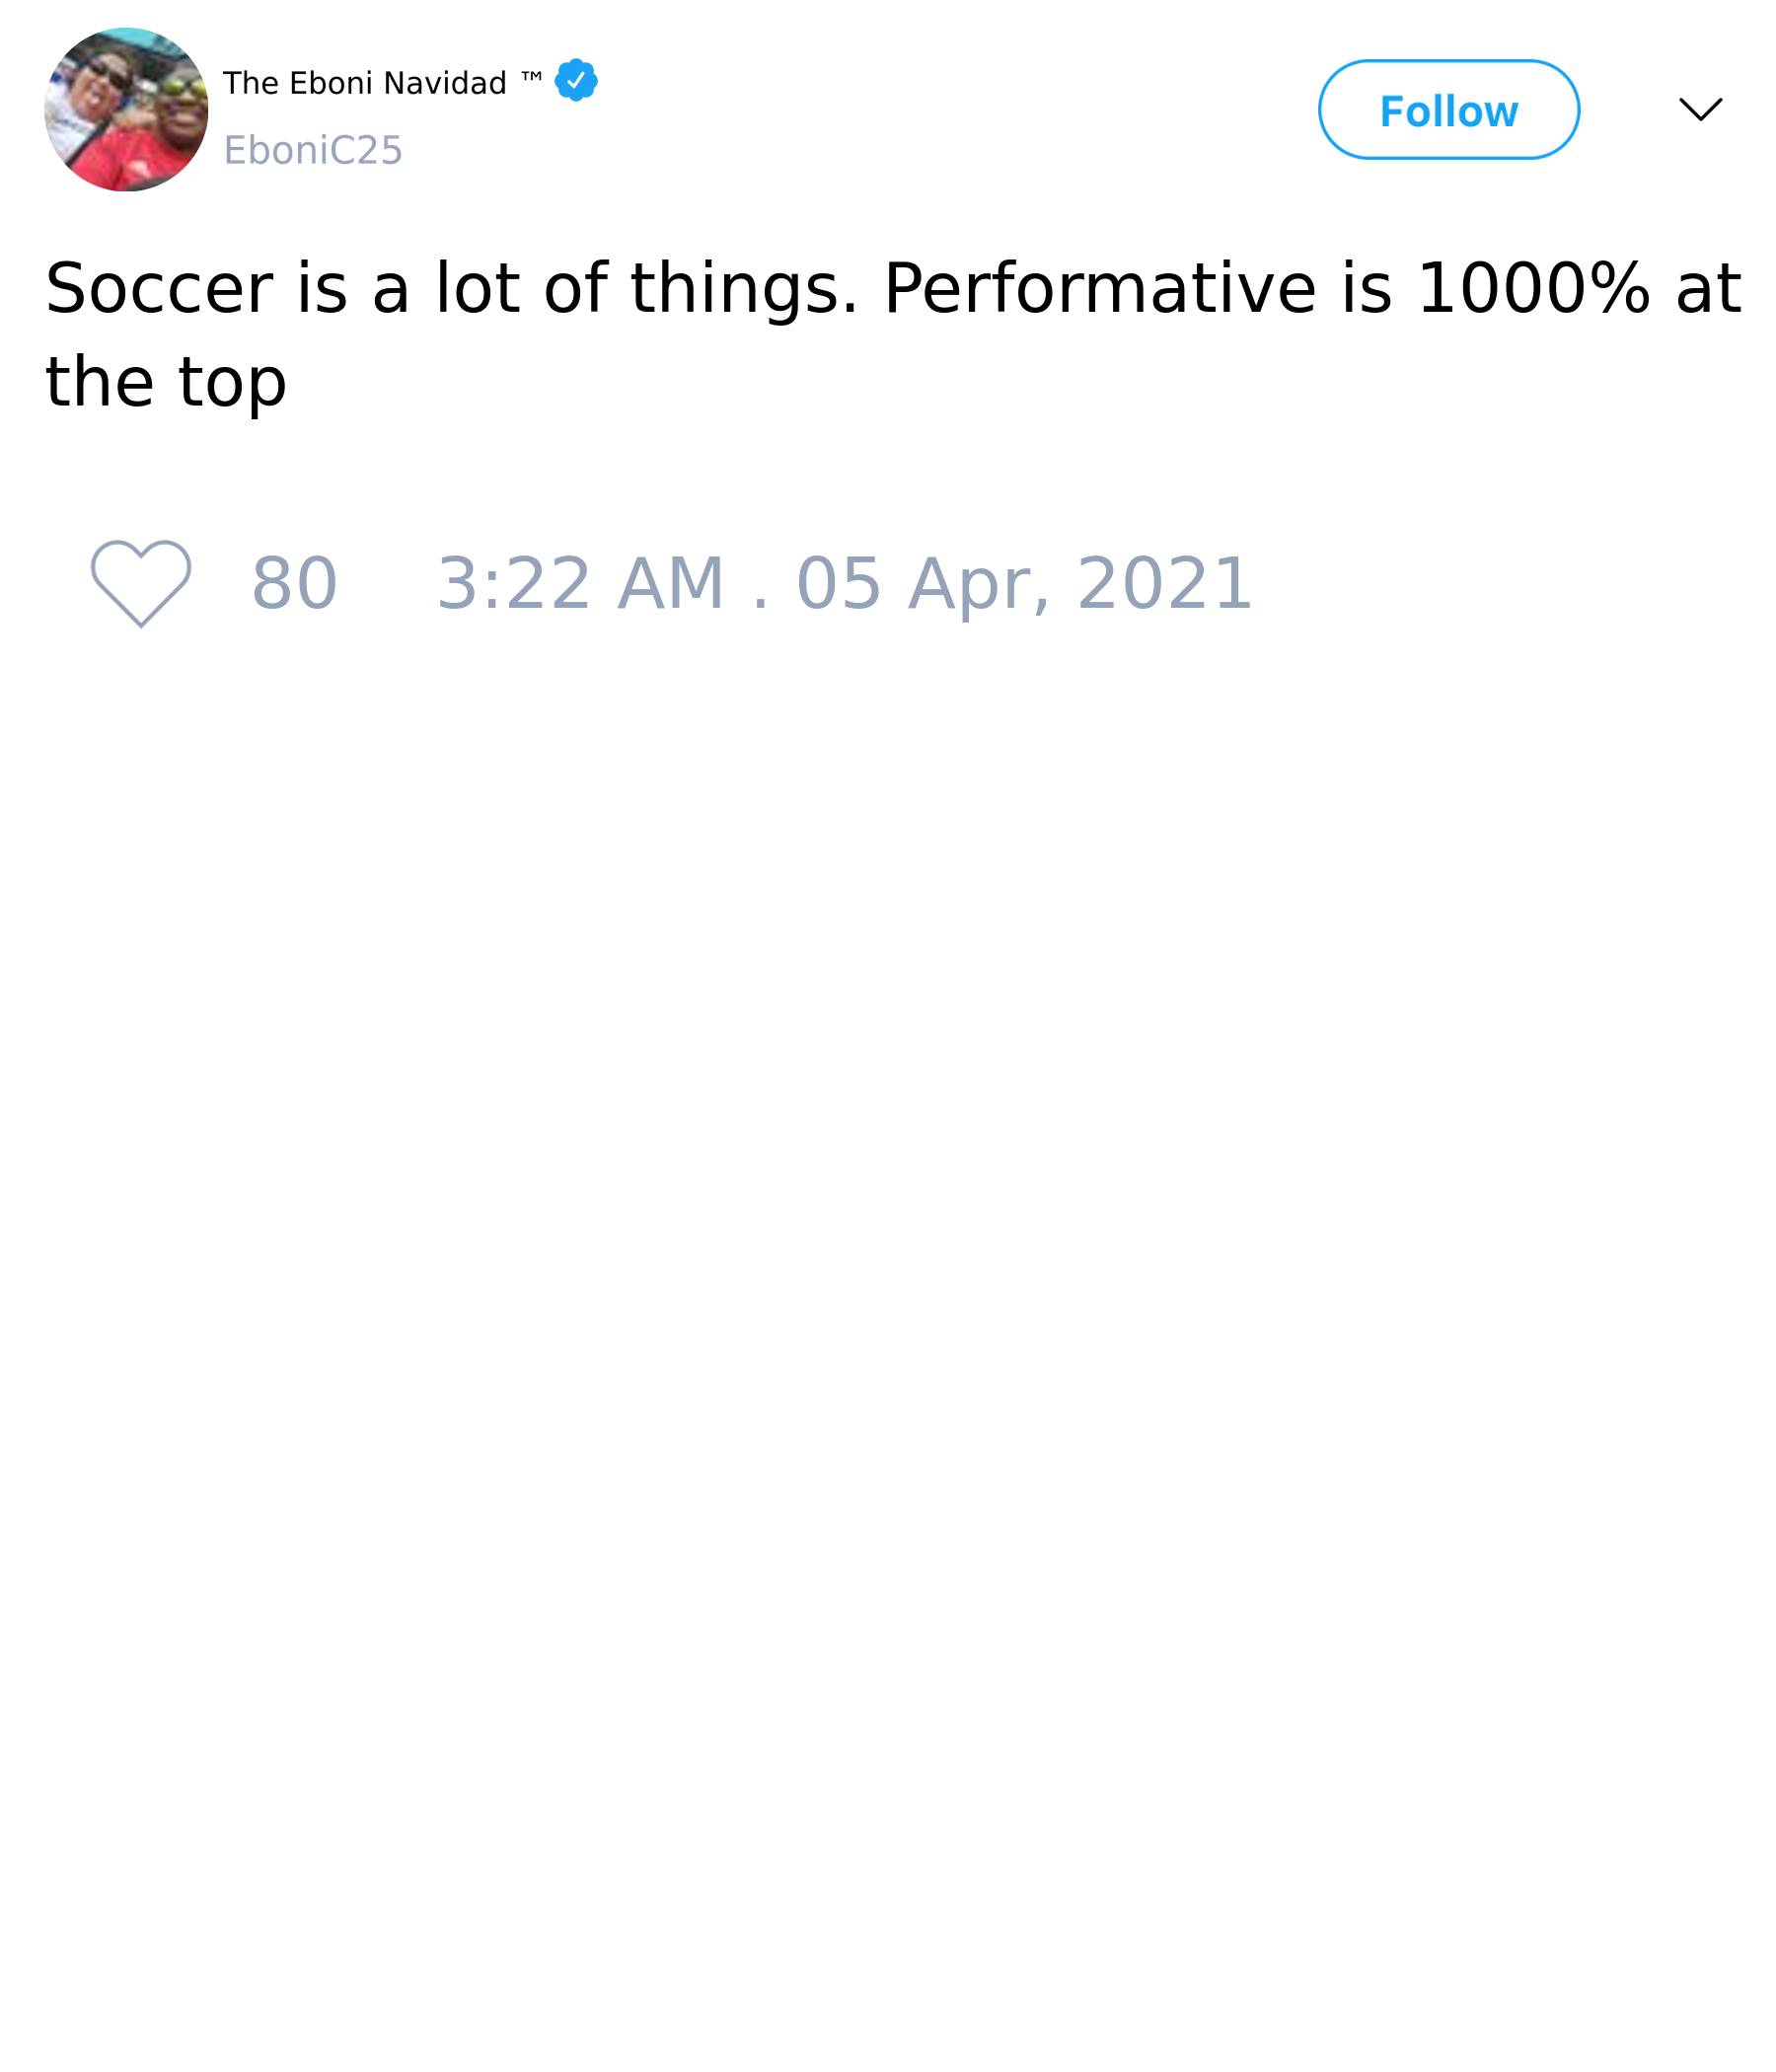 The Eboni Navidad ™
EboniC25
Follow
Soccer is a lot of things. Performative is 1000% at
the top
80 3:22 AM . 05 Apr, 2021